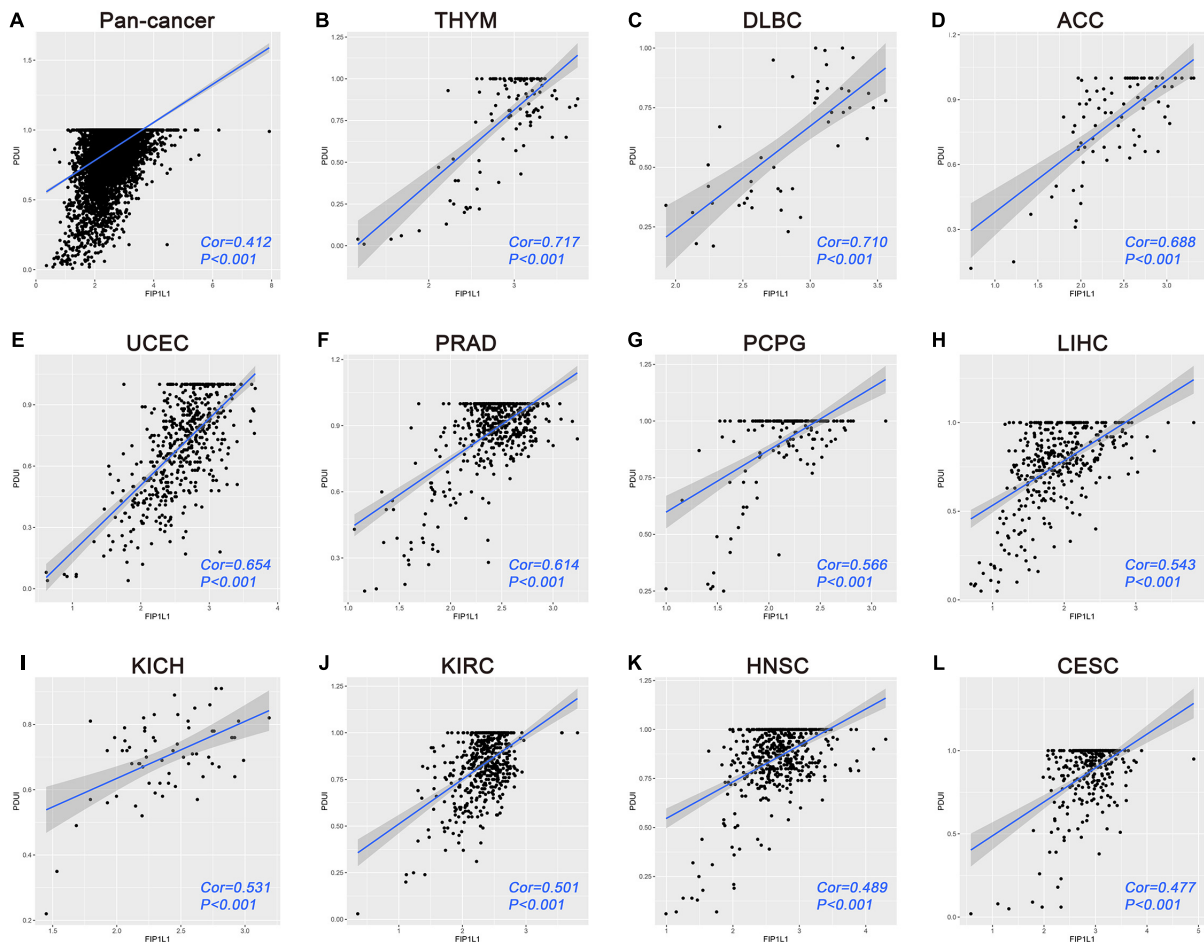 A Pan-cancer
1.5
1.0
0.5
0.0
PDUI
Cor=0.412
P<0.001
0 2 4 6 8
FIP1L1
B THYM
1.25
1.00
0.75
0.50
0.25
0.00
PDUI
Cor=0.717
P<0.001
2 3
FIP1L1
C DLBC
1.00
0.75
0.50
0.25
PDUI
Cor=0.710
P<0.001
2.0 2.5 3.0 3.5
FIP1L1
D ACC
1.2
0.9
0.6
0.3
PDUI
Cor=0.688
P<0.001
1.0 1.5 2.0 2.5 3.0
FIP1L1
E UCEC
0.9
0.6
0.3
0.0
PDUI
Cor=0.654
P<0.001
1 2 3 4
FIP1L1
F PRAD
1.2
0.9
0.6
0.3
PDUI
Cor=0.614
P<0.001
1.0 1.5 2.0 2.5 3.0
FIP1L1
G PCPG
1.25
1.00
0.75
0.50
0.25
PDUI
Cor=0.566
P<0.001
1.0 1.5 2.0 2.5 3.0
FIP1L1
H LIHC
1.0
0.5
0.0
PDUI
Cor=0.543
P<0.001
1 2 3
FIP1L1
I KICH
0.8
0.6
0.4
0.2
PDUI
Cor=0.531
P<0.001
1.5 2.0 2.5 3.0
FIP1L1
J KIRC
1.25
1.00
0.75
0.50
0.25
0.00
PDUI
Cor=0.501
P<0.001
1 2 3
FIP1L1
K HNSC
1.25
1.00
0.75
0.50
0.25
0.00
PDUI
Cor=0.489
P<0.001
1 2 3 4
FIP1L1
L CESC
1.5
1.0
0.5
0.0
PDUI
Cor=0.477
P<0.001
1 2 3 4 5
FIP1L1